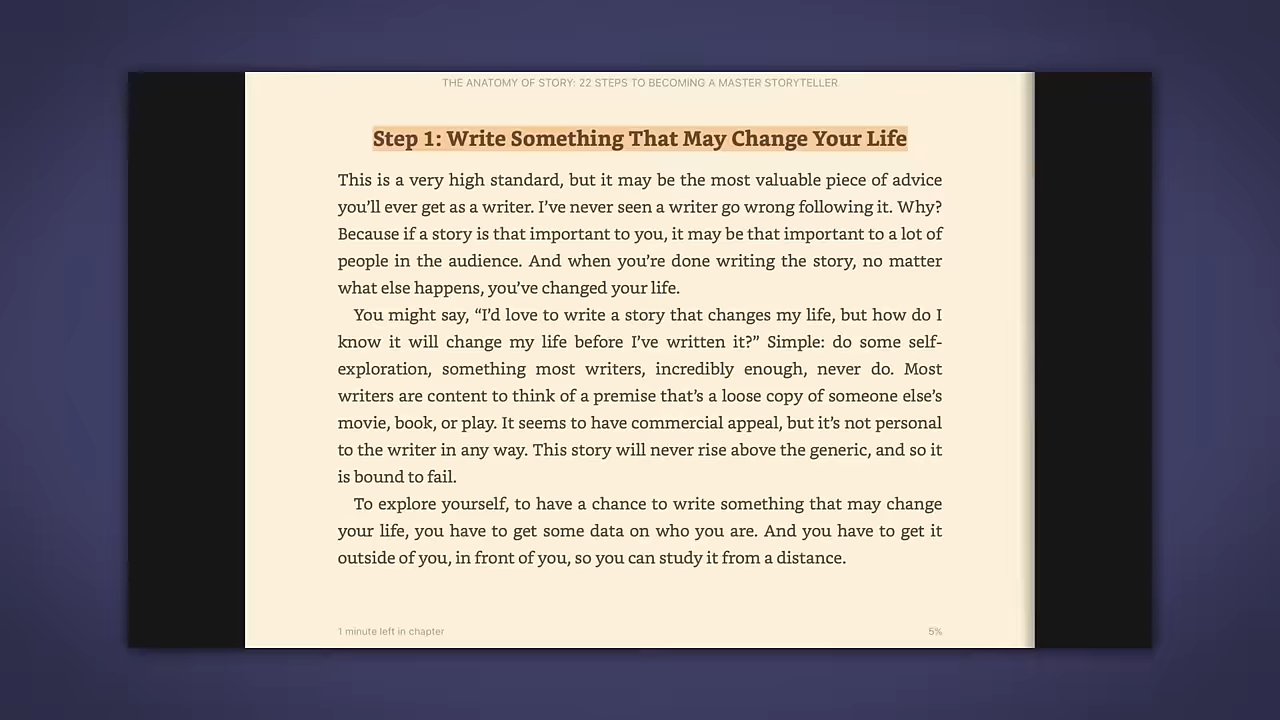 THE ANATOMY OF STORY: 22 STEPS TO BECOMING A MASTER STORYTELLER
Step 1: Write Something That May Change Your Life
This is a very high standard, but it may be the most valuable piece of advice
you’ll ever get as a writer. I’ve never seen a writer go wrong following it. Why?
Because if a story is that important to you, it may be that important to a lot of
people in the audience. And when you’re done writing the story, no matter
what else happens, you’ve changed your life.
You might say, “I’d love to write a story that changes my life, but how do I
know it will change my life before I’ve written it?” Simple: do some self-
exploration, something most writers, incredibly enough, never do. Most
writers are content to think of a premise that’s a loose copy of someone else’s
movie, book, or play. It seems to have commercial appeal, but it’s not personal
to the writer in any way. This story will never rise above the generic, and so it
is bound to fail.
To explore yourself, to have a chance to write something that may change
your life, you have to get some data on who you are. And you have to get it
outside of you, in front of you, so you can study it from a distance.
1 minute left in chapter
5%